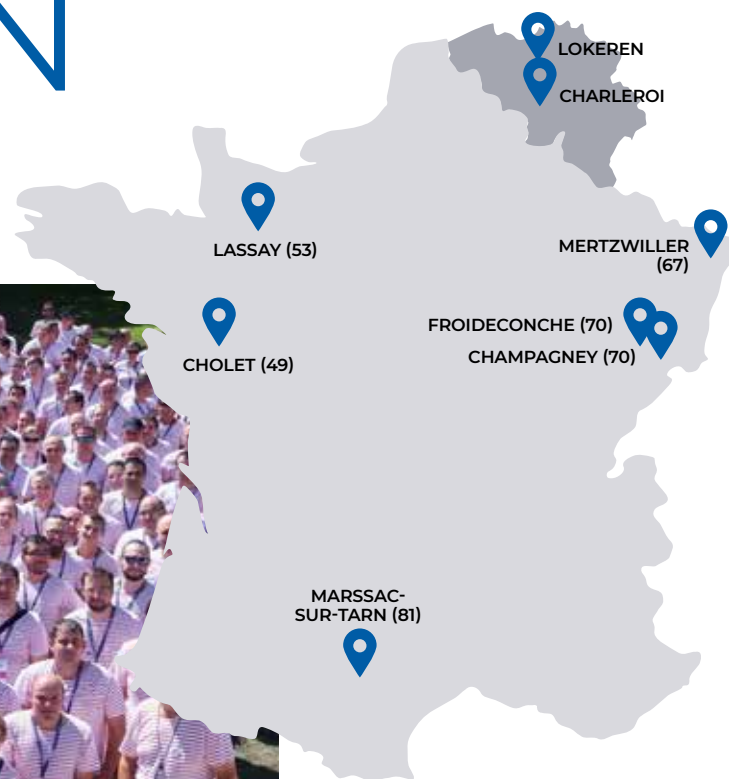 N
LOKEREN
CHARLEROI
LASSAY (53)
MERTZWILLER
(67)
CHOLET (49)
FROIDECONCHE (70)
CHAMPAGNEY (70)
MARSSAC-
SUR-TARN (81)